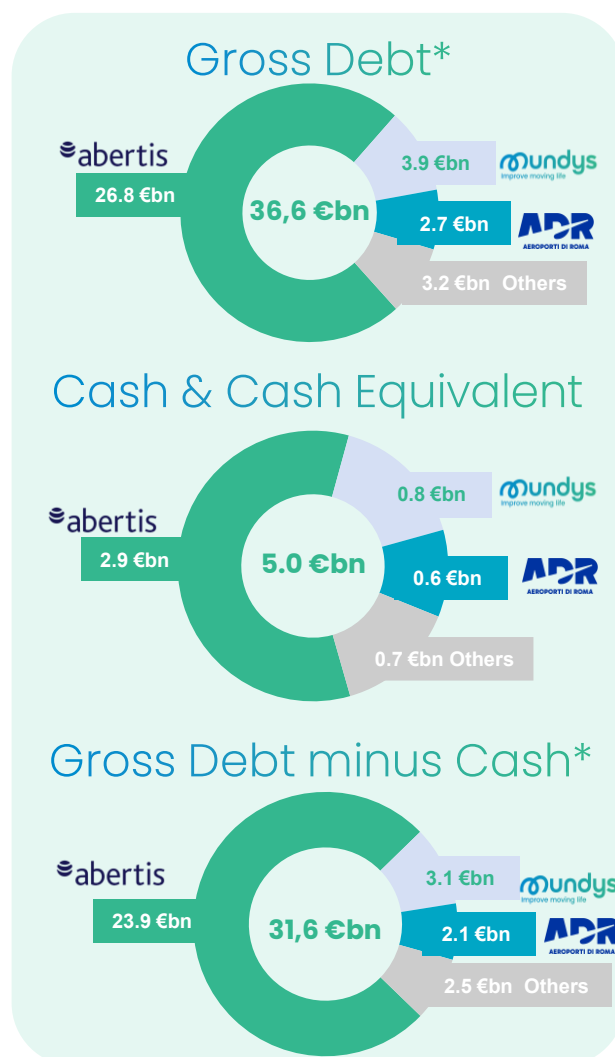 Gross Debt*
abertis
26.8 €bn
36,6 €bn
3.9 €bn
mundys
Improve moving life
2.7 €bn
ADR
AEROPORTI DI ROMA
3.2 €bn Others
Cash & Cash Equivalent
abertis
2.9 €bn
5.0 €bn
0.8 €bn
mundys
Improve moving life
0.6 €bn
ADR
AEROPORTI DI ROMA
0.7 €bn Others
Gross Debt minus Cash*
abertis
23.9 €bn
31,6 €bn
3.1 €bn
mundys
Improve moving life
2.1 €bn
ADR
AEROPORTI DI ROMA
2.5 €bn Others